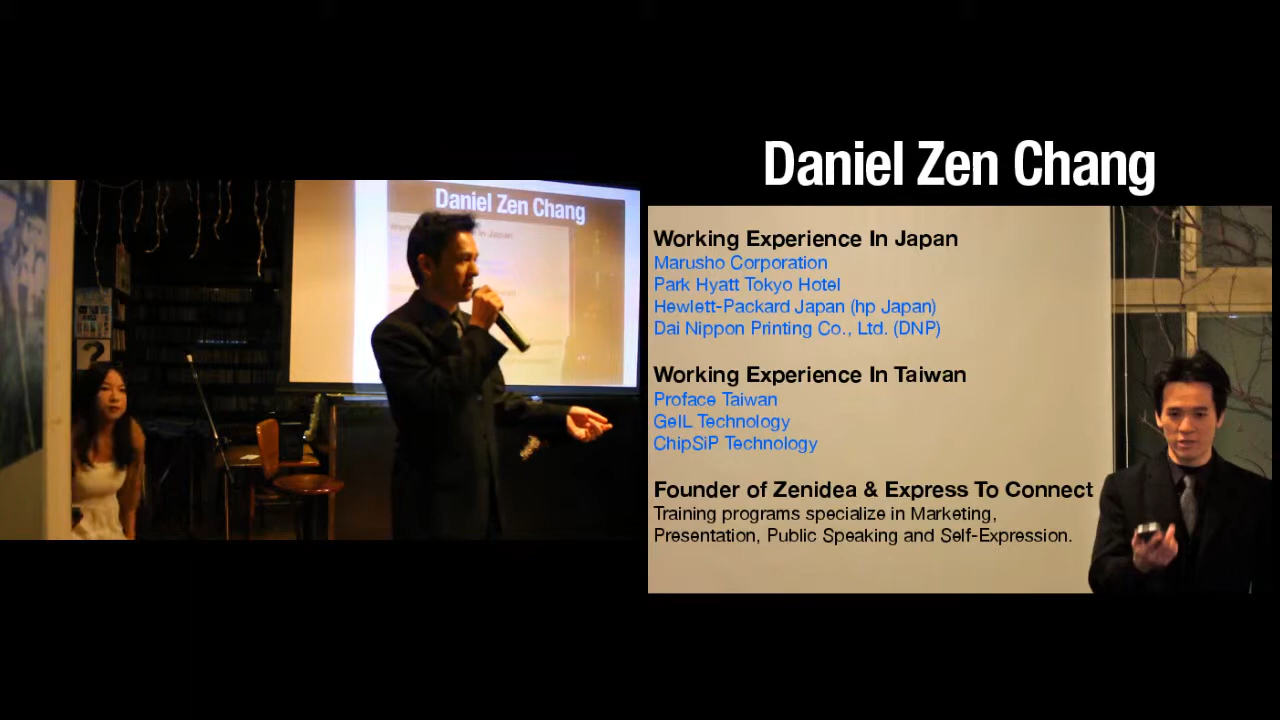 Daniel Zen Chang
Daniel Zen Chang
in Japan
?
Working Experience In Japan
Marusho Corporation
Park Hyatt Tokyo Hotel
Hewlett-Packard Japan (hp Japan)
Dai Nippon Printing Co., Ltd. (DNP)
Working Experience In Taiwan
Proface Taiwan
GeIL Technology
ChipSiP Technology
Founder of Zenidea & Express To Connect
Training programs specialize in Marketing,
Presentation, Public Speaking and Self-Expression.